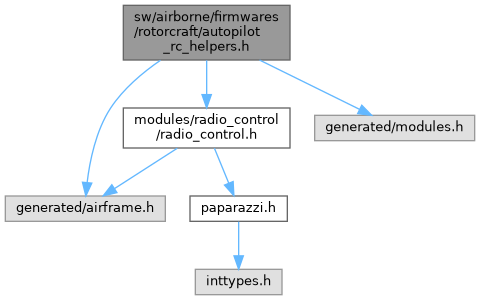 sw/airborne/firmwares
/rotorcraft/autopilot
_rc_helpers.h
modules/radio_control
/radio_control.h
generated/modules.h
generated/airframe.h
paparazzi.h
inttypes.h